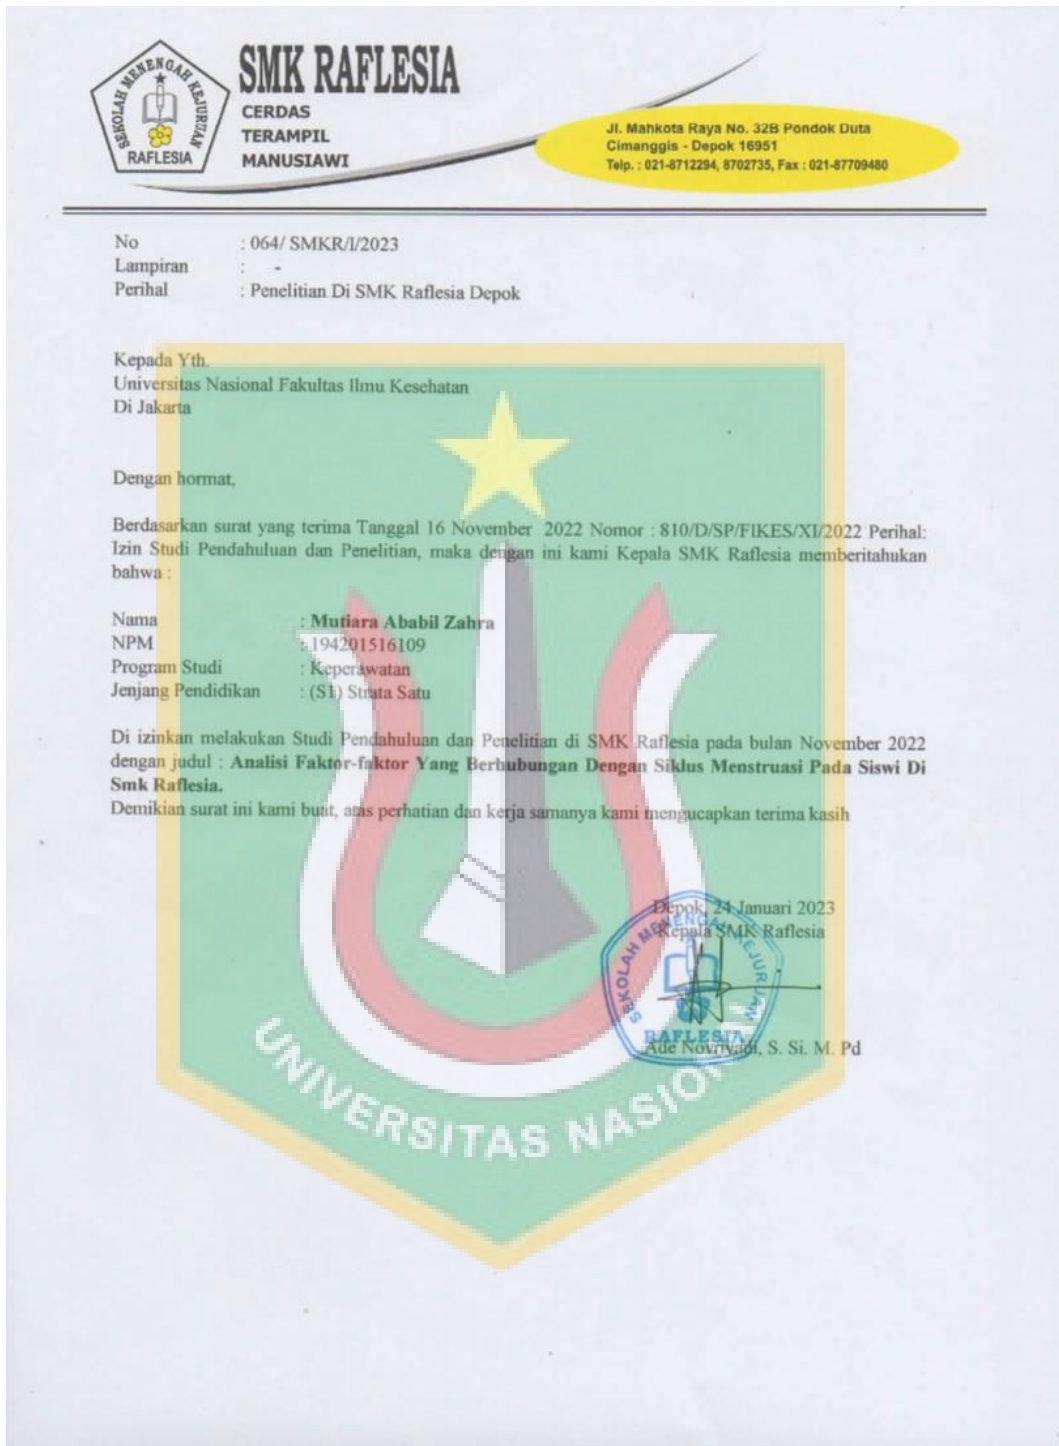 SEKOLAH MENENGAH KEJURUAN
RAFLESIA
SMK RAFLESIA
CERDAS
TERAMPIL
MANUSIAWI
Jl. Mahkota Raya No. 32B Pondok Duta
Cimanggis - Depok 16951
Telp. : 021-8712294, 8702735, Fax : 021-87709480
No : 064/ SMKR/I/2023
Lampiran : -
Perihal : Penelitian Di SMK Raflesia Depok
Kepada Yth.
Universitas Nasional Fakultas Ilmu Kesehatan
Di Jakarta
Dengan hormat,
Berdasarkan surat yang terima Tanggal 16 November 2022 Nomor : 810/D/SP/FIKES/XI/2022 Perihal:
Izin Studi Pendahuluan dan Penelitian, maka dengan ini kami Kepala SMK Raflesia memberitahukan
bahwa :
Nama : Mutiara Ababil Zahra
NPM : 194201516109
Program Studi : Keperawatan
Jenjang Pendidikan : (S1) Strata Satu
Di izinkan melakukan Studi Pendahuluan dan Penelitian di SMK Raflesia pada bulan November 2022
dengan judul : Analisi Faktor-faktor Yang Berhubungan Dengan Siklus Menstruasi Pada Siswi Di
Smk Raflesia.
Demikian surat ini kami buat, atas perhatian dan kerja samanya kami mengucapkan terima kasih
Depok, 24 Januari 2023
Kepala SMK Raflesia
SEKOLAH MENENGAH KEJURUAN
RAFLESIA
Ade Novriyadi, S. Si. M. Pd
UNIVERSITAS NASIONAL